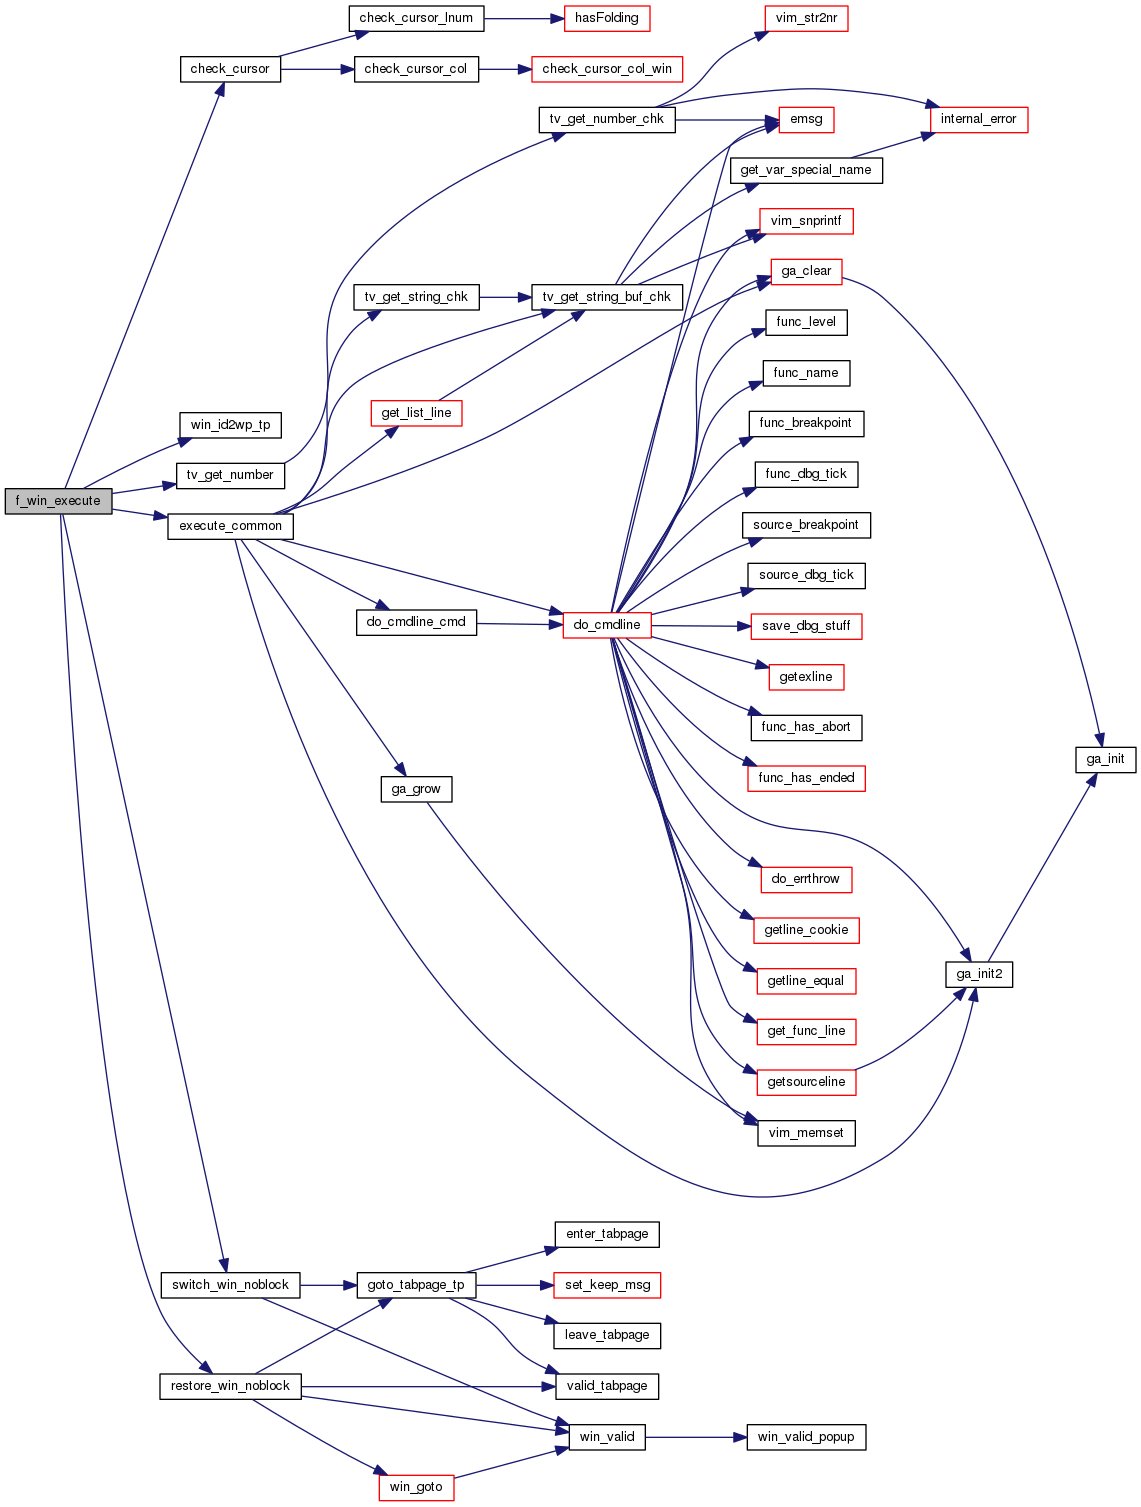 check_cursor_lnum
hasFolding
vim_str2nr
check_cursor
check_cursor_col
check_cursor_col_win
tv_get_number_chk
emsg
internal_error
get_var_special_name
vim_snprintf
ga_clear
tv_get_string_chk
tv_get_string_buf_chk
func_level
func_name
get_list_line
win_id2wp_tp
func_breakpoint
tv_get_number
func_dbg_tick
f_win_execute
execute_common
source_breakpoint
source_dbg_tick
do_cmdline_cmd
do_cmdline
save_dbg_stuff
getexline
func_has_abort
ga_init
func_has_ended
ga_grow
do_errthrow
getline_cookie
getline_equal
ga_init2
get_func_line
getsourceline
vim_memset
enter_tabpage
switch_win_noblock
goto_tabpage_tp
set_keep_msg
leave_tabpage
restore_win_noblock
valid_tabpage
win_valid
win_valid_popup
win_goto